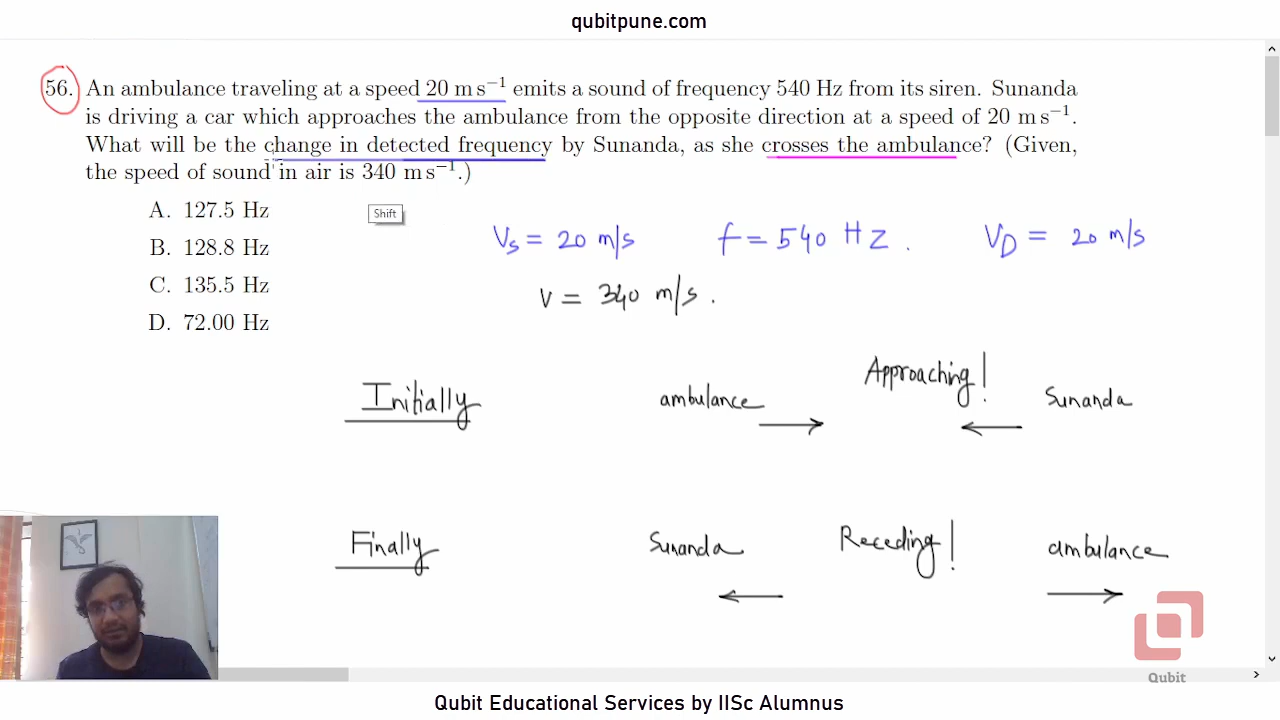 qubitpune.com
56. An ambulance traveling at a speed 20 m s⁻¹ emits a sound of frequency 540 Hz from its siren. Sunanda
is driving a car which approaches the ambulance from the opposite direction at a speed of 20 m s⁻¹.
What will be the change in detected frequency by Sunanda, as she crosses the ambulance? (Given,
the speed of sound in air is 340 m s⁻¹.)
A. 127.5 Hz
B. 128.8 Hz
C. 135.5 Hz
D. 72.00 Hz
Shift
Vs = 20 m/s f = 540 Hz . VD = 20 m/s
v = 340 m/s .
Approaching!
Initially ambulance Sunanda
Finally Sunanda Receding! ambulance
Qubit
Qubit Educational Services by IISc Alumnus